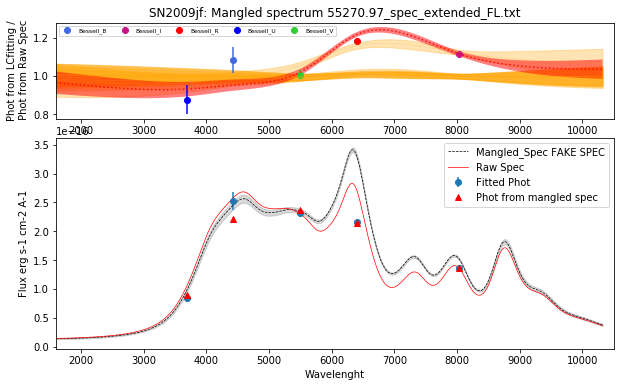 SN2009jf: Mangled spectrum 55270.97_spec_extended_FL.txt
Phot from LCfitting /
Phot from Raw Spec
Bessell_B Bessell_I Bessell_R Bessell_U Bessell_V
1.2
1.0
0.8
2000 3000 4000 5000 6000 7000 8000 9000 10000
1e−16
Flux erg s-1 cm-2 A-1
3.5
3.0
2.5
2.0
1.5
1.0
0.5
0.0
Mangled_Spec FAKE SPEC
Raw Spec
Fitted Phot
Phot from mangled spec
2000 3000 4000 5000 6000 7000 8000 9000 10000
Wavelenght